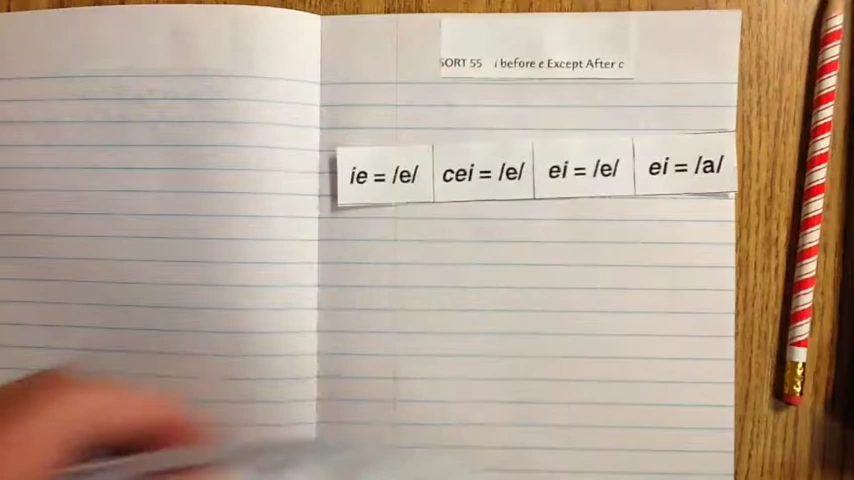 SORT 55 i before e Except After c
ie = /e/ cei = /e/ ei = /e/ ei = /a/